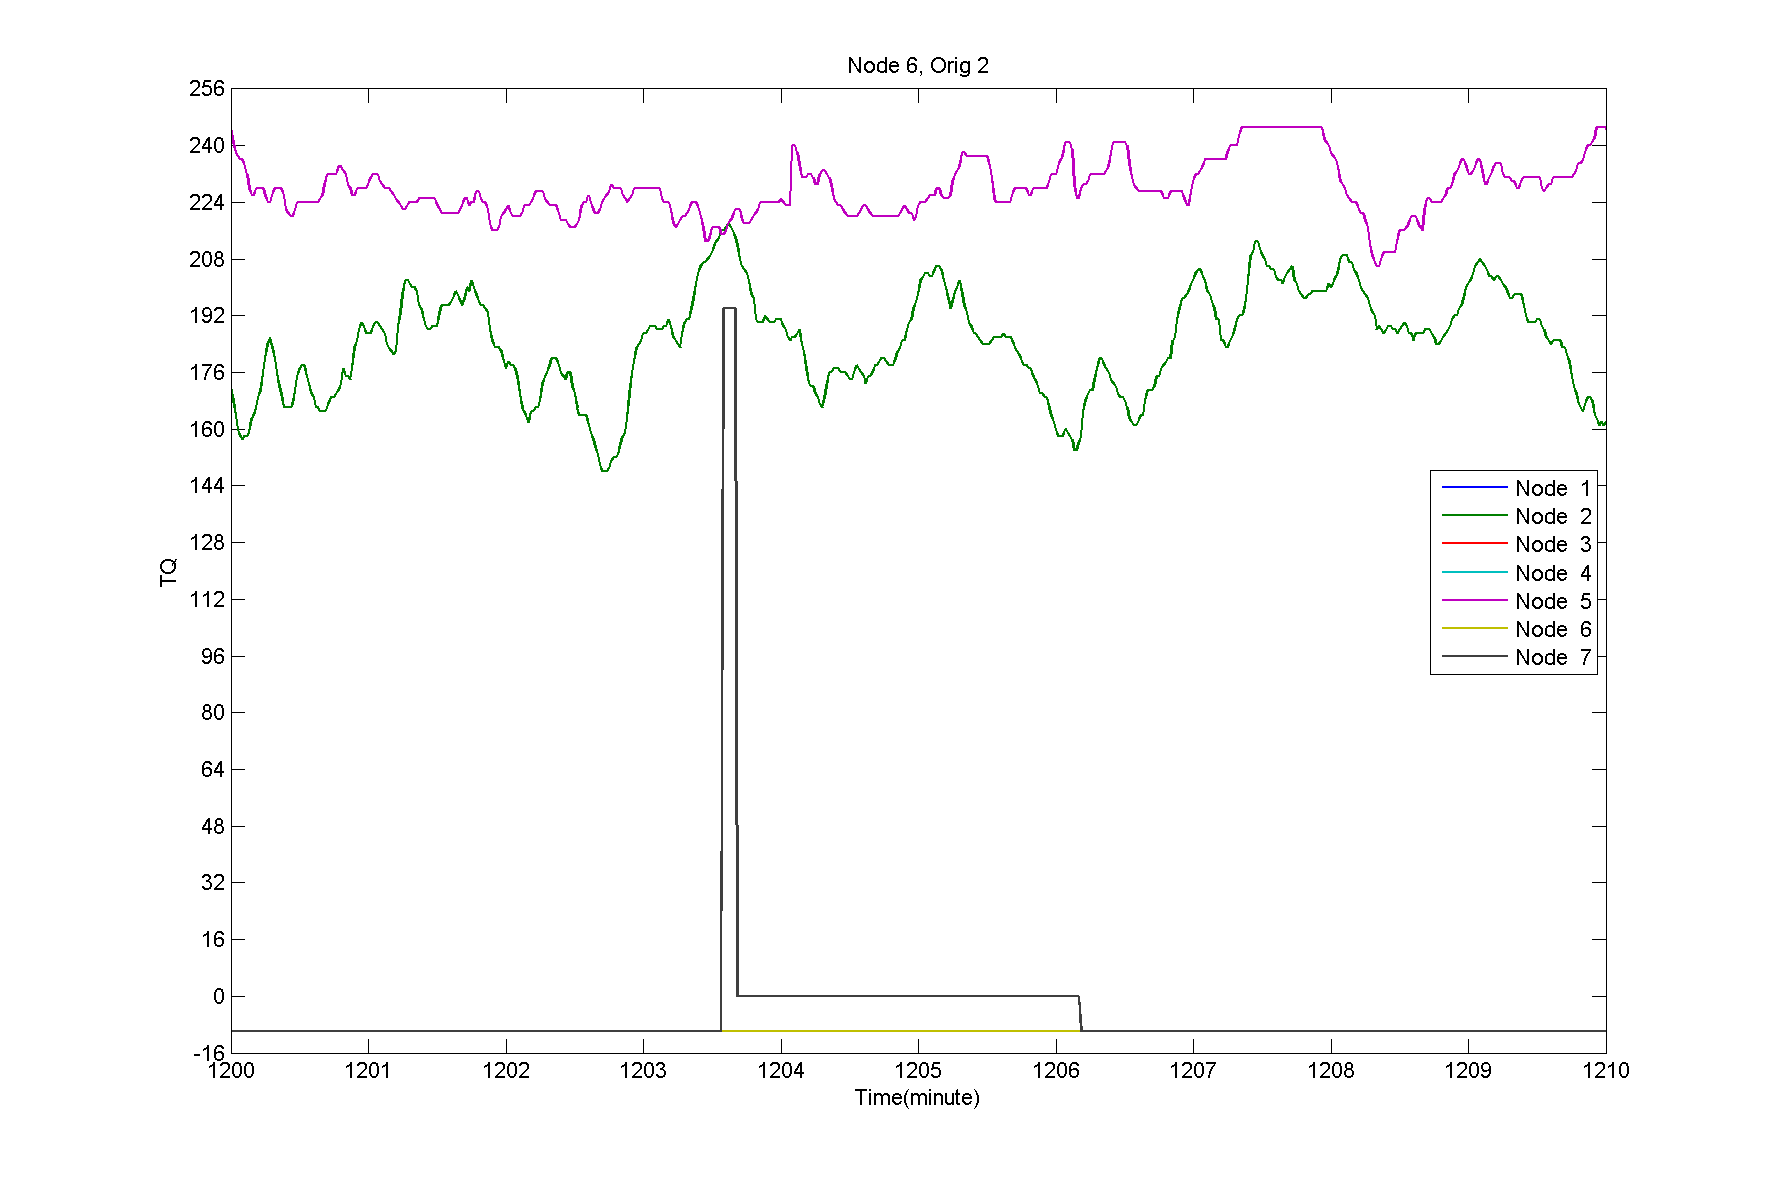 Node 6, Orig 2
256
240
224
208
192
176
160
144
128
112
96
80
64
48
32
16
0
-16
TQ
Node 1
Node 2
Node 3
Node 4
Node 5
Node 6
Node 7
1200 1201 1202 1203 1204 1205 1206 1207 1208 1209 1210
Time(minute)